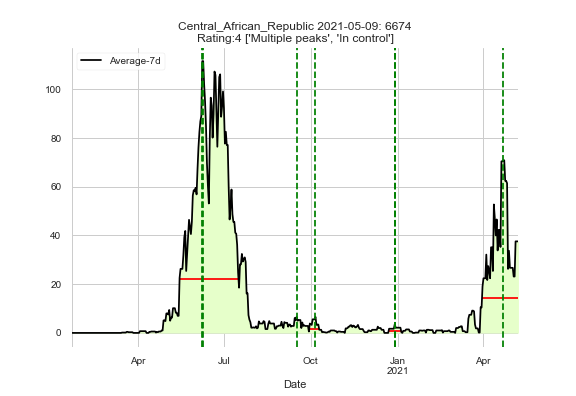 Central_African_Republic 2021-05-09: 6674
Rating:4 ['Multiple peaks', 'In control']
Average-7d
100
80
60
40
20
0
Apr
Jul
Oct
Jan
2021
Apr
Date